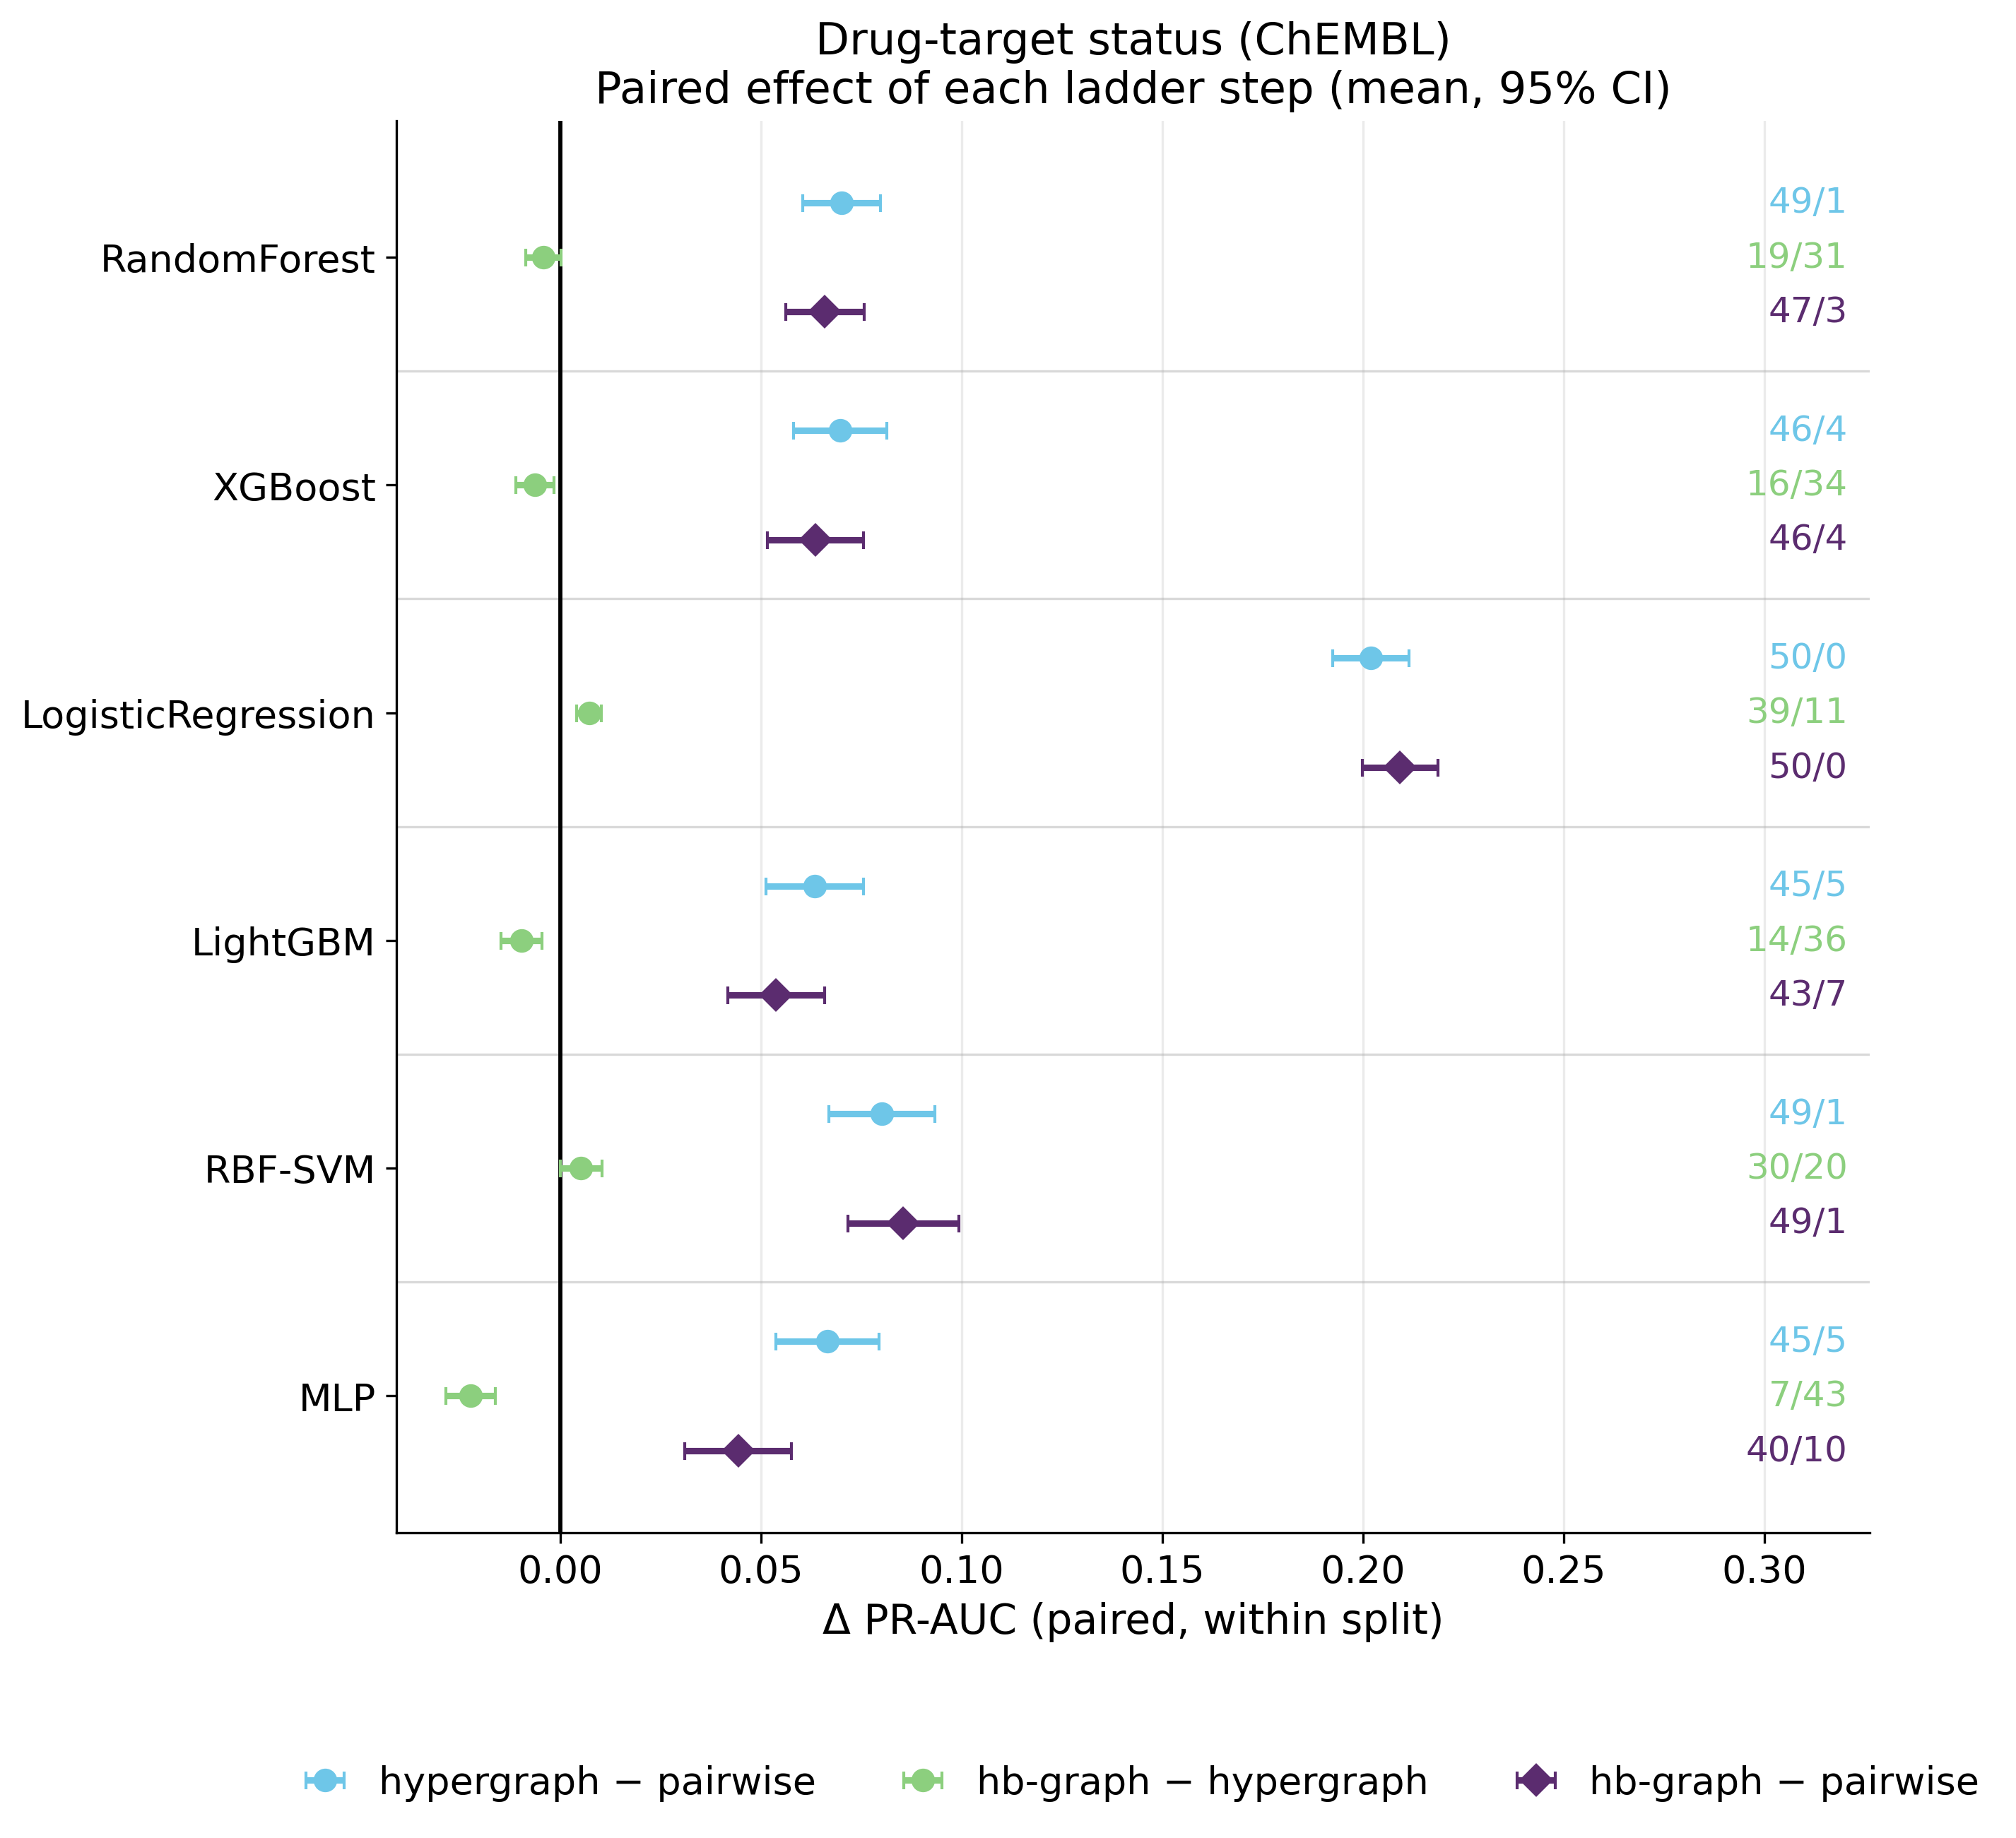 Drug-target status (ChEMBL)
Paired effect of each ladder step (mean, 95% CI)
RandomForest
49/1
19/31
47/3
XGBoost
46/4
16/34
46/4
LogisticRegression
50/0
39/11
50/0
LightGBM
45/5
14/36
43/7
RBF-SVM
49/1
30/20
49/1
MLP
45/5
7/43
40/10
0.00 0.05 0.10 0.15 0.20 0.25 0.30
Δ PR-AUC (paired, within split)
hypergraph − pairwise hb-graph − hypergraph hb-graph − pairwise